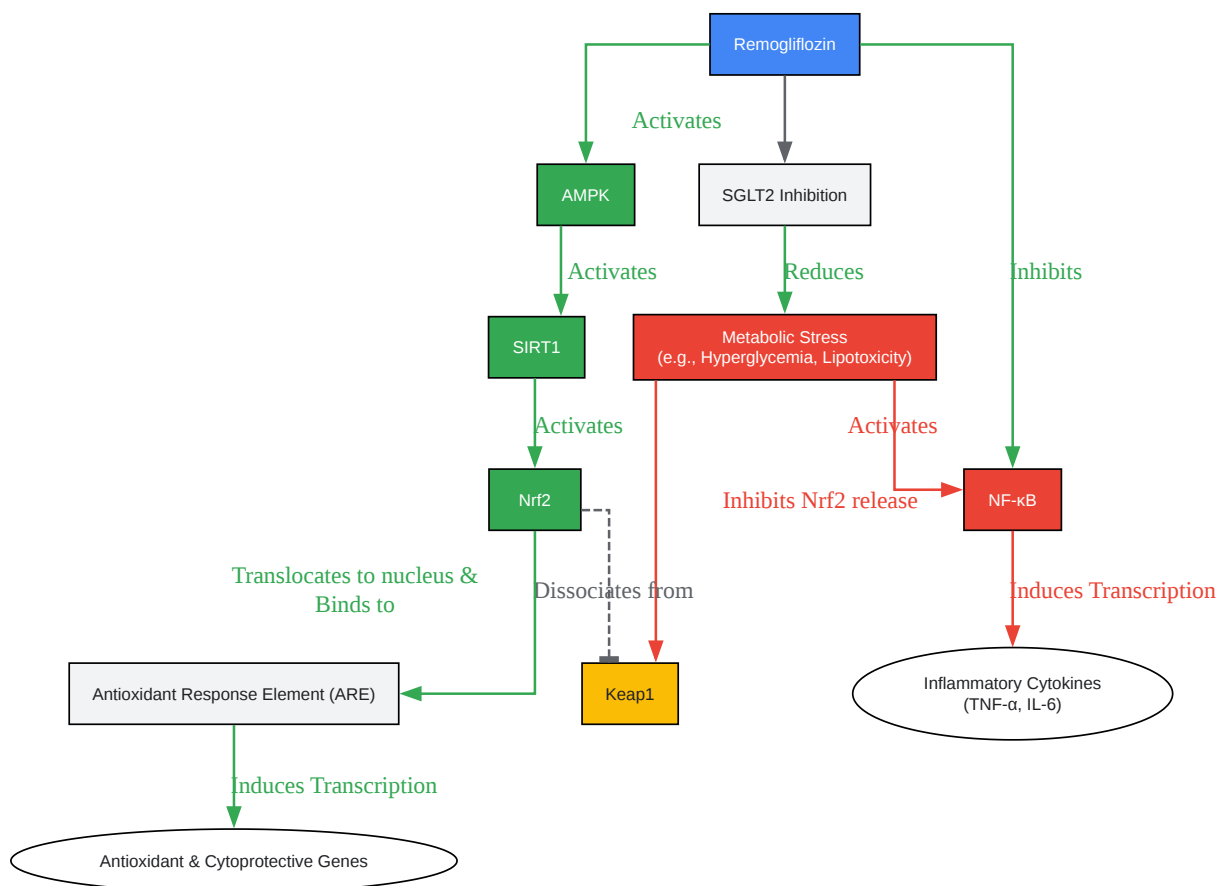 Remogliflozin
Activates
AMPK
SGLT2 Inhibition
Activates
Reduces
Inhibits
SIRT1
Metabolic Stress
(e.g., Hyperglycemia, Lipotoxicity)
Activates
Activates
Nrf2
Inhibits Nrf2 release
NF-κB
Translocates to nucleus &
Binds to
Dissociates from
Induces Transcription
Antioxidant Response Element (ARE)
Keap1
Inflammatory Cytokines
(TNF-α, IL-6)
Induces Transcription
Antioxidant & Cytoprotective Genes